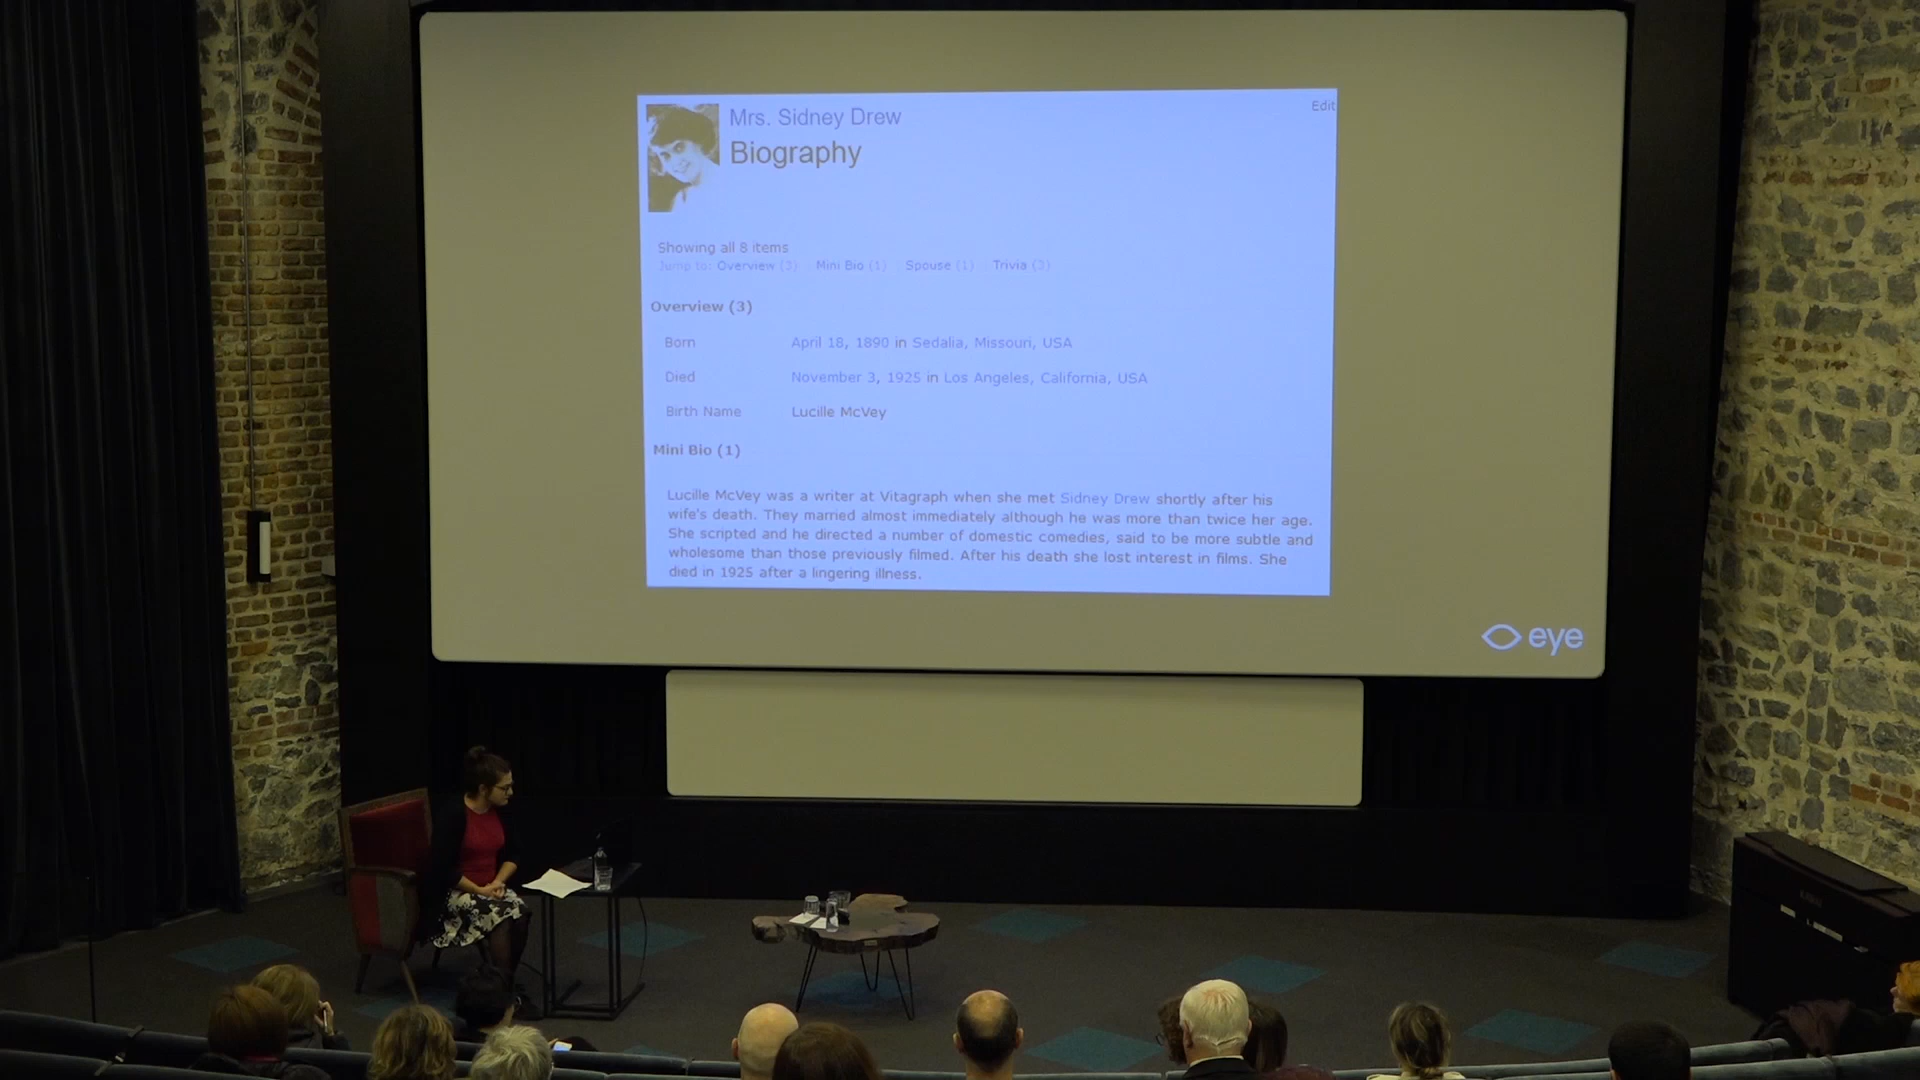 Edit
Mrs. Sidney Drew
Biography
Showing all 8 items
Jump to: Overview (3) Mini Bio (1) Spouse (1) Trivia (3)
Overview (3)
Born April 18, 1890 in Sedalia, Missouri, USA
Died November 3, 1925 in Los Angeles, California, USA
Birth Name Lucille McVey
Mini Bio (1)
Lucille McVey was a writer at Vitagraph when she met Sidney Drew shortly after his
wife's death. They married almost immediately although he was more than twice her age.
She scripted and he directed a number of domestic comedies, said to be more subtle and
wholesome than those previously filmed. After his death she lost interest in films. She
died in 1925 after a lingering illness.
eye